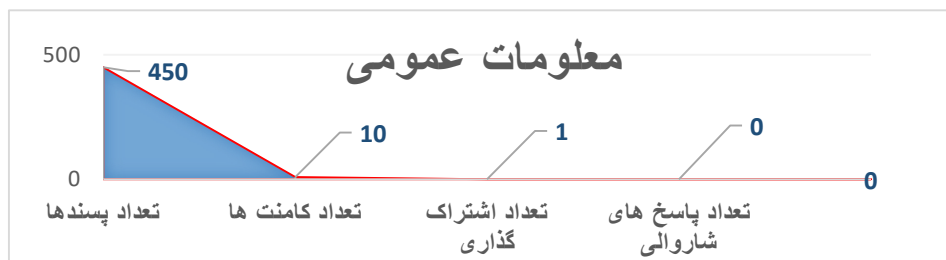 معلومات عمومی
500
450
10
1
0
0
0
تعداد پسندها
تعداد کامنت ها
تعداد اشتراک
گذاری
تعداد پاسخ های
شاروالی